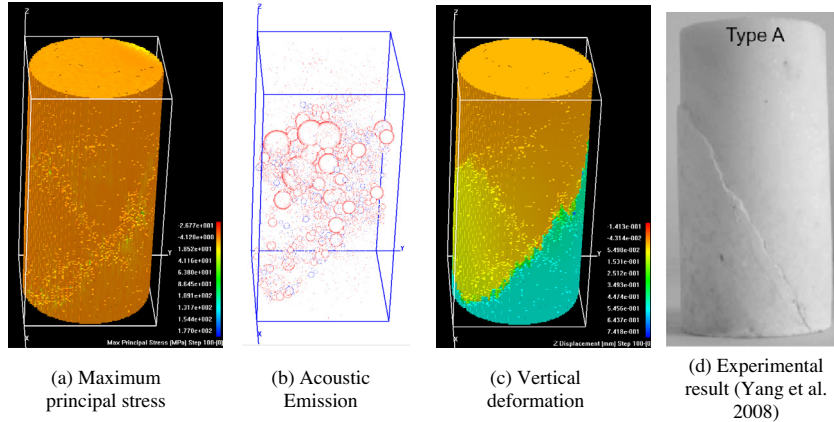 Type A
Z
Y
X
-2.677e+001
-4.120e+000
1.852e+001
4.116e+001
6.380e+001
8.645e+001
1.091e+002
1.317e+002
1.544e+002
1.770e+002
Max Principal Stress (MPa) Step 100-[0
Z
Y
X
Z
Y
X
-1.413e-001
-4.314e-002
5.490e-002
1.531e-001
2.512e-001
3.493e-001
4.474e-001
5.456e-001
6.437e-001
7.418e-001
Z Displacement [mm] Step 100-[0
(a) Maximum
principal stress
(b) Acoustic
Emission
(c) Vertical
deformation
(d) Experimental
result (Yang et al.
2008)